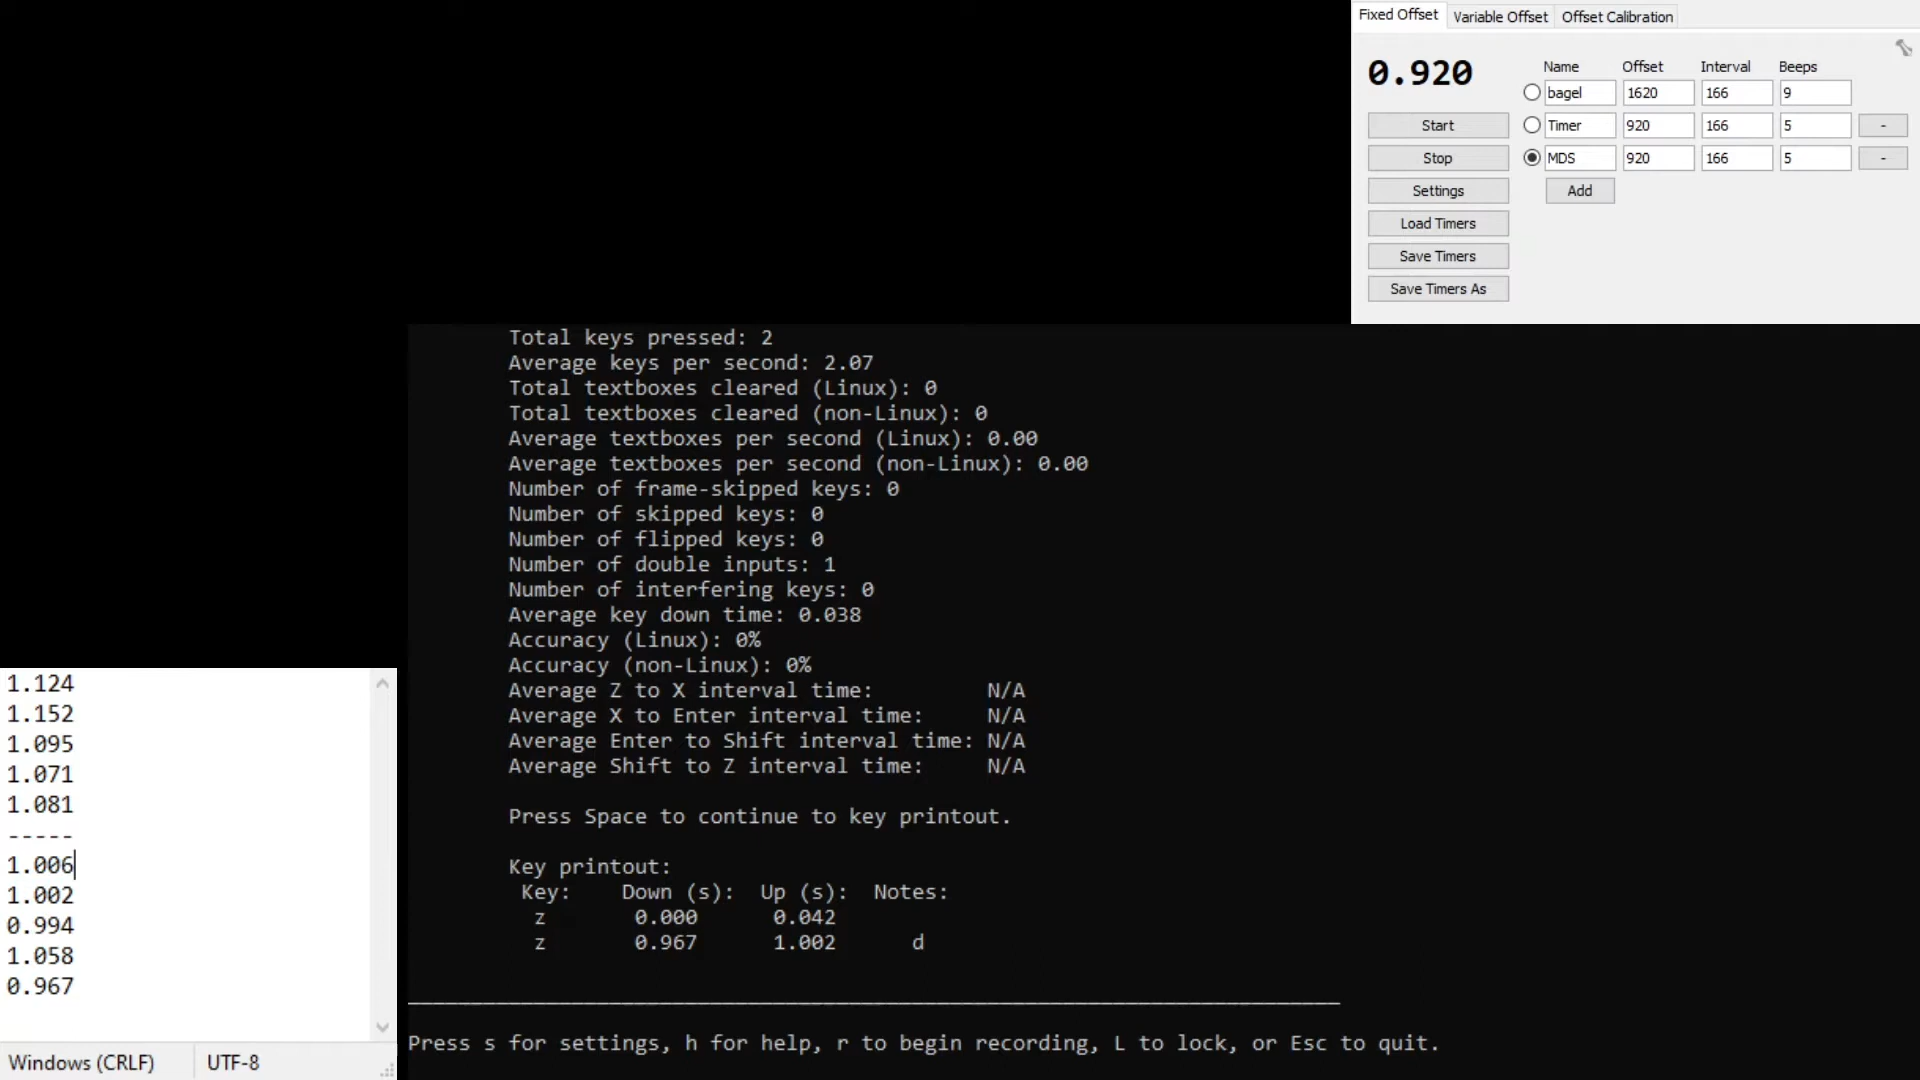 Fixed Offset Variable Offset Offset Calibration
0.920
Name Offset Interval Beeps
bagel 1620 166 9
Start Timer 920 166 5 -
Stop MDS 920 166 5 -
Settings Add
Load Timers
Save Timers
Save Timers As
Total keys pressed: 2
Average keys per second: 2.07
Total textboxes cleared (Linux): 0
Total textboxes cleared (non-Linux): 0
Average textboxes per second (Linux): 0.00
Average textboxes per second (non-Linux): 0.00
Number of frame-skipped keys: 0
Number of skipped keys: 0
Number of flipped keys: 0
Number of double inputs: 1
Number of interfering keys: 0
Average key down time: 0.038
Accuracy (Linux): 0%
Accuracy (non-Linux): 0%
Average Z to X interval time: N/A
Average X to Enter interval time: N/A
Average Enter to Shift interval time: N/A
Average Shift to Z interval time: N/A
Press Space to continue to key printout.
Key printout:
Key: Down (s): Up (s): Notes:
z 0.000 0.042
z 0.967 1.002 d
Press s for settings, h for help, r to begin recording, L to lock, or Esc to quit.
1.124
1.152
1.095
1.071
1.081
-----
1.006
1.002
0.994
1.058
0.967
Windows (CRLF) UTF-8